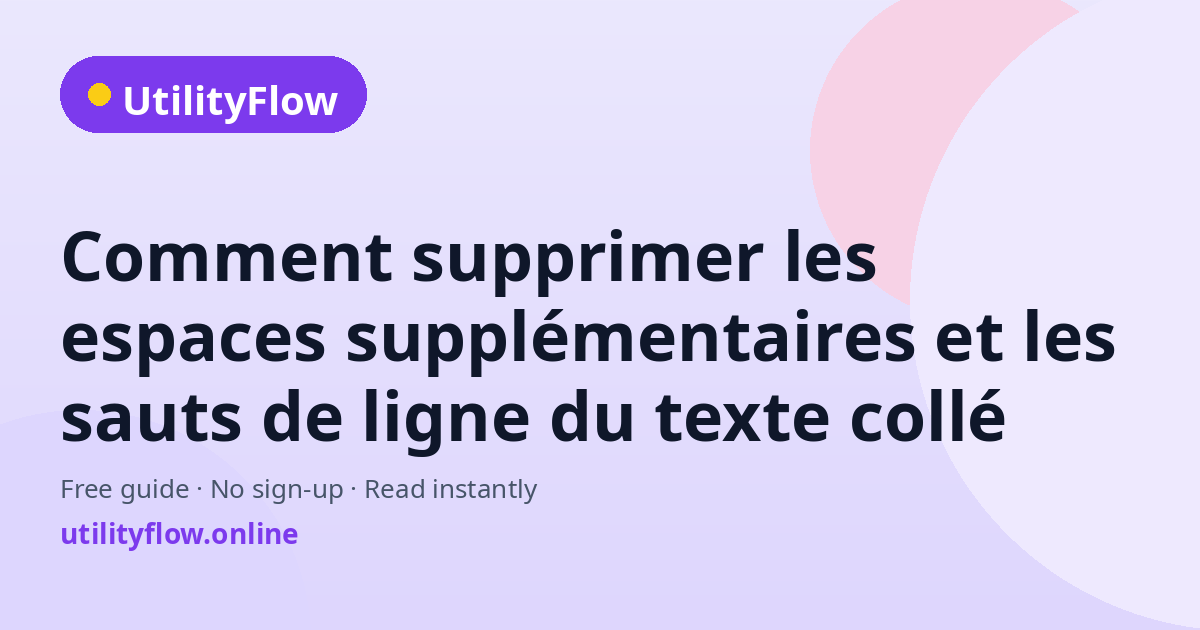 UtilityFlow
Comment supprimer les
espaces supplémentaires et les
sauts de ligne du texte collé
Free guide · No sign-up · Read instantly
utilityflow.online